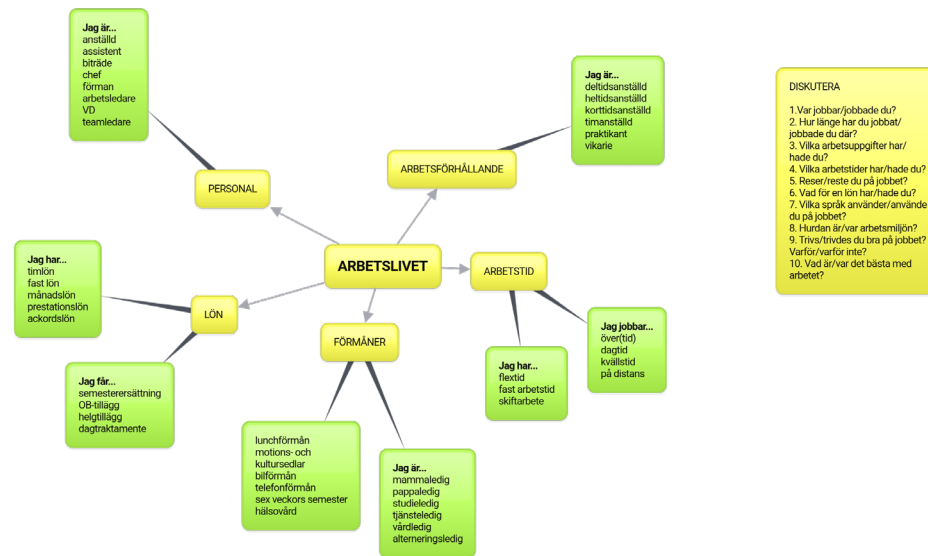 Jag är...
anställd
assistent
biträde
chef
förman
arbetsledare
VD
teamledare
PERSONAL
Jag är...
deltidsanställd
heltidsanställd
korttidsanställd
timanställd
praktikant
vikarie
ARBETSFÖRHÅLLANDE
DISKUTERA
1.Var jobbar/jobbade du?
2. Hur länge har du jobbat/
jobbade du där?
3. Vilka arbetsuppgifter har/
hade du?
4. Vilka arbetstider har/hade du?
5. Reser/reste du på jobbet?
6. Vad för en lön har/hade du?
7. Vilka språk använder/använde
du på jobbet?
8. Hurdan är/var arbetsmiljön?
9. Trivs/trivdes du bra på jobbet?
Varför/varför inte?
10. Vad är/var det bästa med
arbetet?
ARBETSLIVET
ARBETSTID
Jag har...
timlön
fast lön
månadslön
prestationslön
ackordslön
LÖN
FÖRMÅNER
Jag jobbar...
över(tid)
dagtid
kvällstid
på distans
Jag har...
flextid
fast arbetstid
skiftarbete
Jag får...
semesterersättning
OB-tillägg
helgtillägg
dagtraktamente
lunchförmån
motions- och
kultursedlar
bilförmån
telefonförmån
sex veckors semester
hälsovård
Jag är...
mammaledig
pappaledig
studieledig
tjänsteledig
vårdledig
alterneringsledig